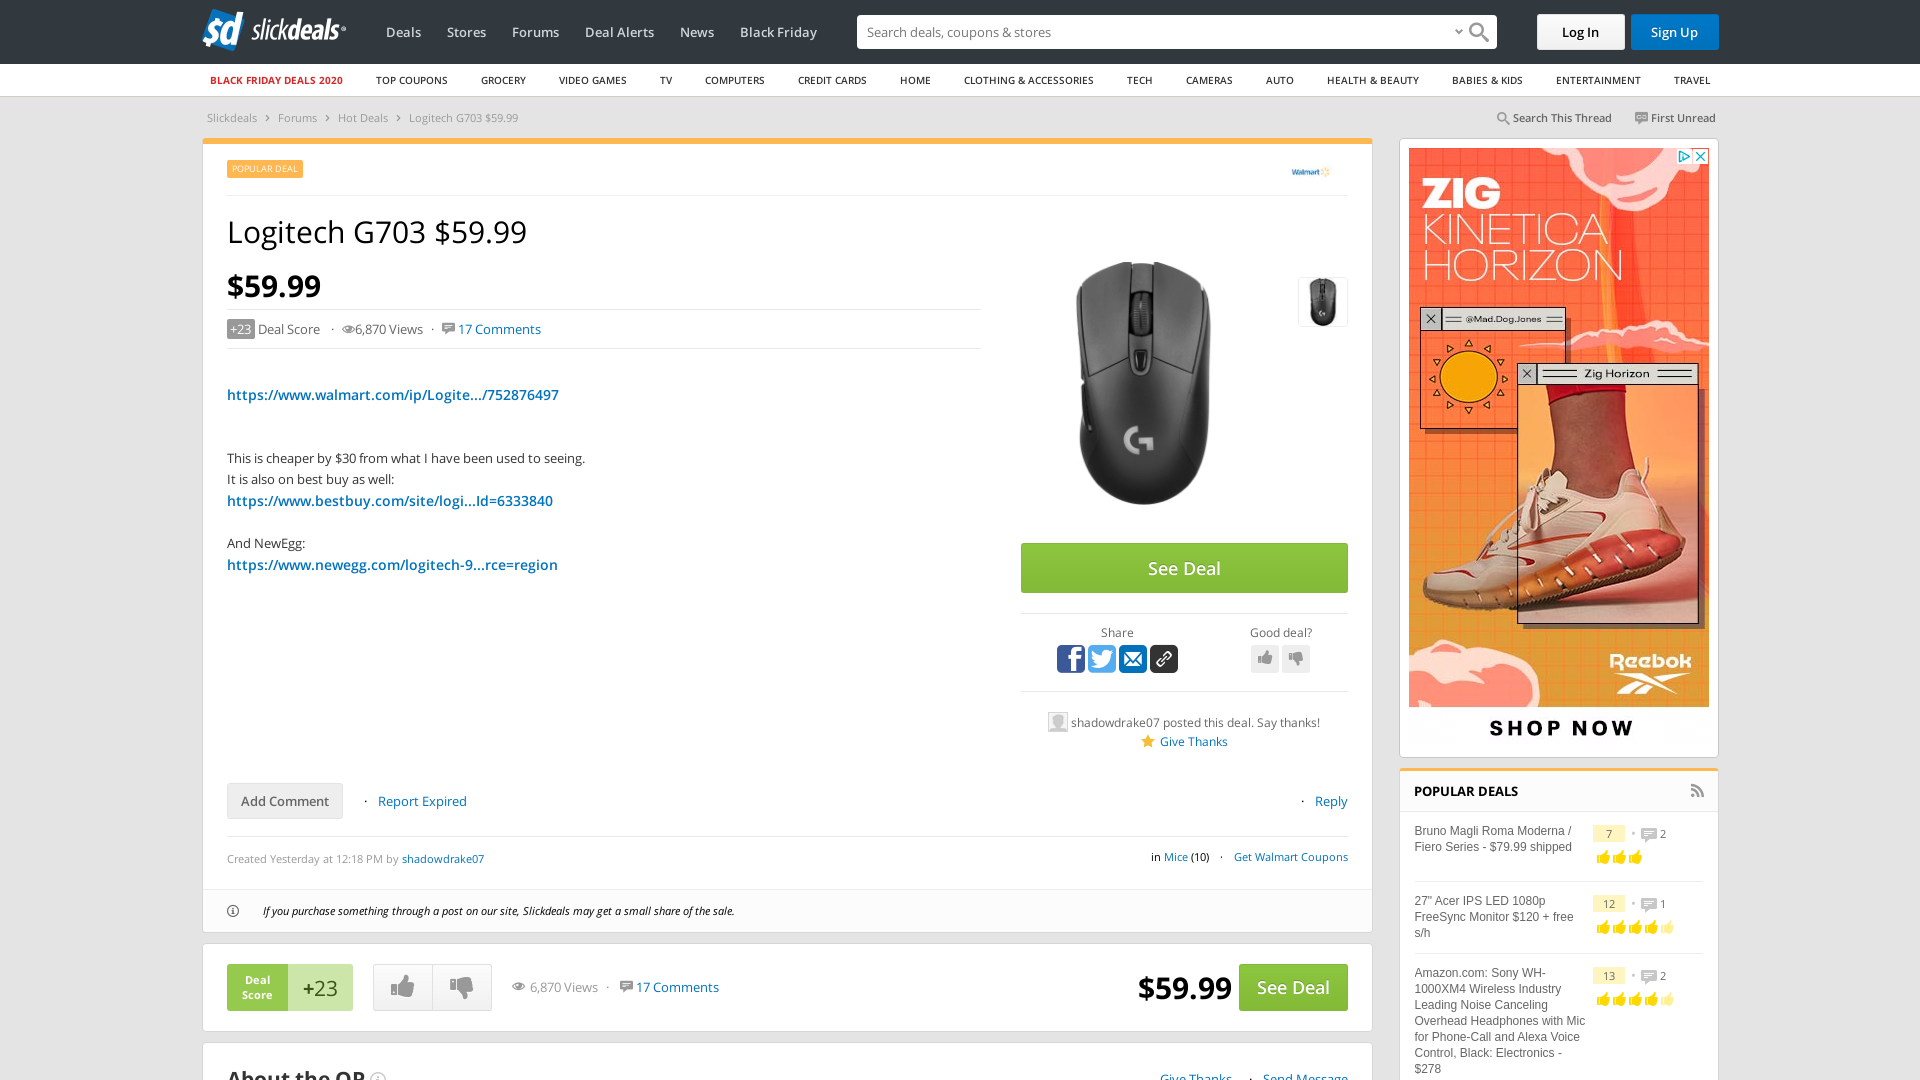 sd slickdeals
Deals
Stores
Forums
Deal Alerts
News
Black Friday
Search deals, coupons & stores
Log In
Sign Up
BLACK FRIDAY DEALS 2020
TOP COUPONS
GROCERY
VIDEO GAMES
TV
COMPUTERS
CREDIT CARDS
HOME
CLOTHING & ACCESSORIES
TECH
CAMERAS
AUTO
HEALTH & BEAUTY
BABIES & KIDS
ENTERTAINMENT
TRAVEL
Slickdeals > Forums > Hot Deals > Logitech G703 $59.99
Search This Thread
First Unread
POPULAR DEAL
Walmart
Logitech G703 $59.99
$59.99
+23 Deal Score · 6,870 Views · 17 Comments
https://www.walmart.com/ip/Logite.../752876497
This is cheaper by $30 from what I have been used to seeing.
It is also on best buy as well:
https://www.bestbuy.com/site/logi...Id=6333840
And NewEgg:
https://www.newegg.com/logitech-9...rce=region
See Deal
Share
Good deal?
shadowdrake07 posted this deal. Say thanks!
Give Thanks
Add Comment
· Report Expired
· Reply
Created Yesterday at 12:18 PM by shadowdrake07
in Mice (10) · Get Walmart Coupons
If you purchase something through a post on our site, Slickdeals may get a small share of the sale.
Deal
Score
+23
6,870 Views · 17 Comments
$59.99
See Deal
About the OP
Give Thanks · Send Message
ZIG
KINETICA
HORIZON
@Mad.Dog.Jones
Zig Horizon
Reebok
SHOP NOW
POPULAR DEALS
Bruno Magli Roma Moderna /
Fiero Series - $79.99 shipped
7 • 2
27" Acer IPS LED 1080p
FreeSync Monitor $120 + free
s/h
12 • 1
Amazon.com: Sony WH-
1000XM4 Wireless Industry
Leading Noise Canceling
Overhead Headphones with Mic
for Phone-Call and Alexa Voice
Control, Black: Electronics -
$278
13 • 2